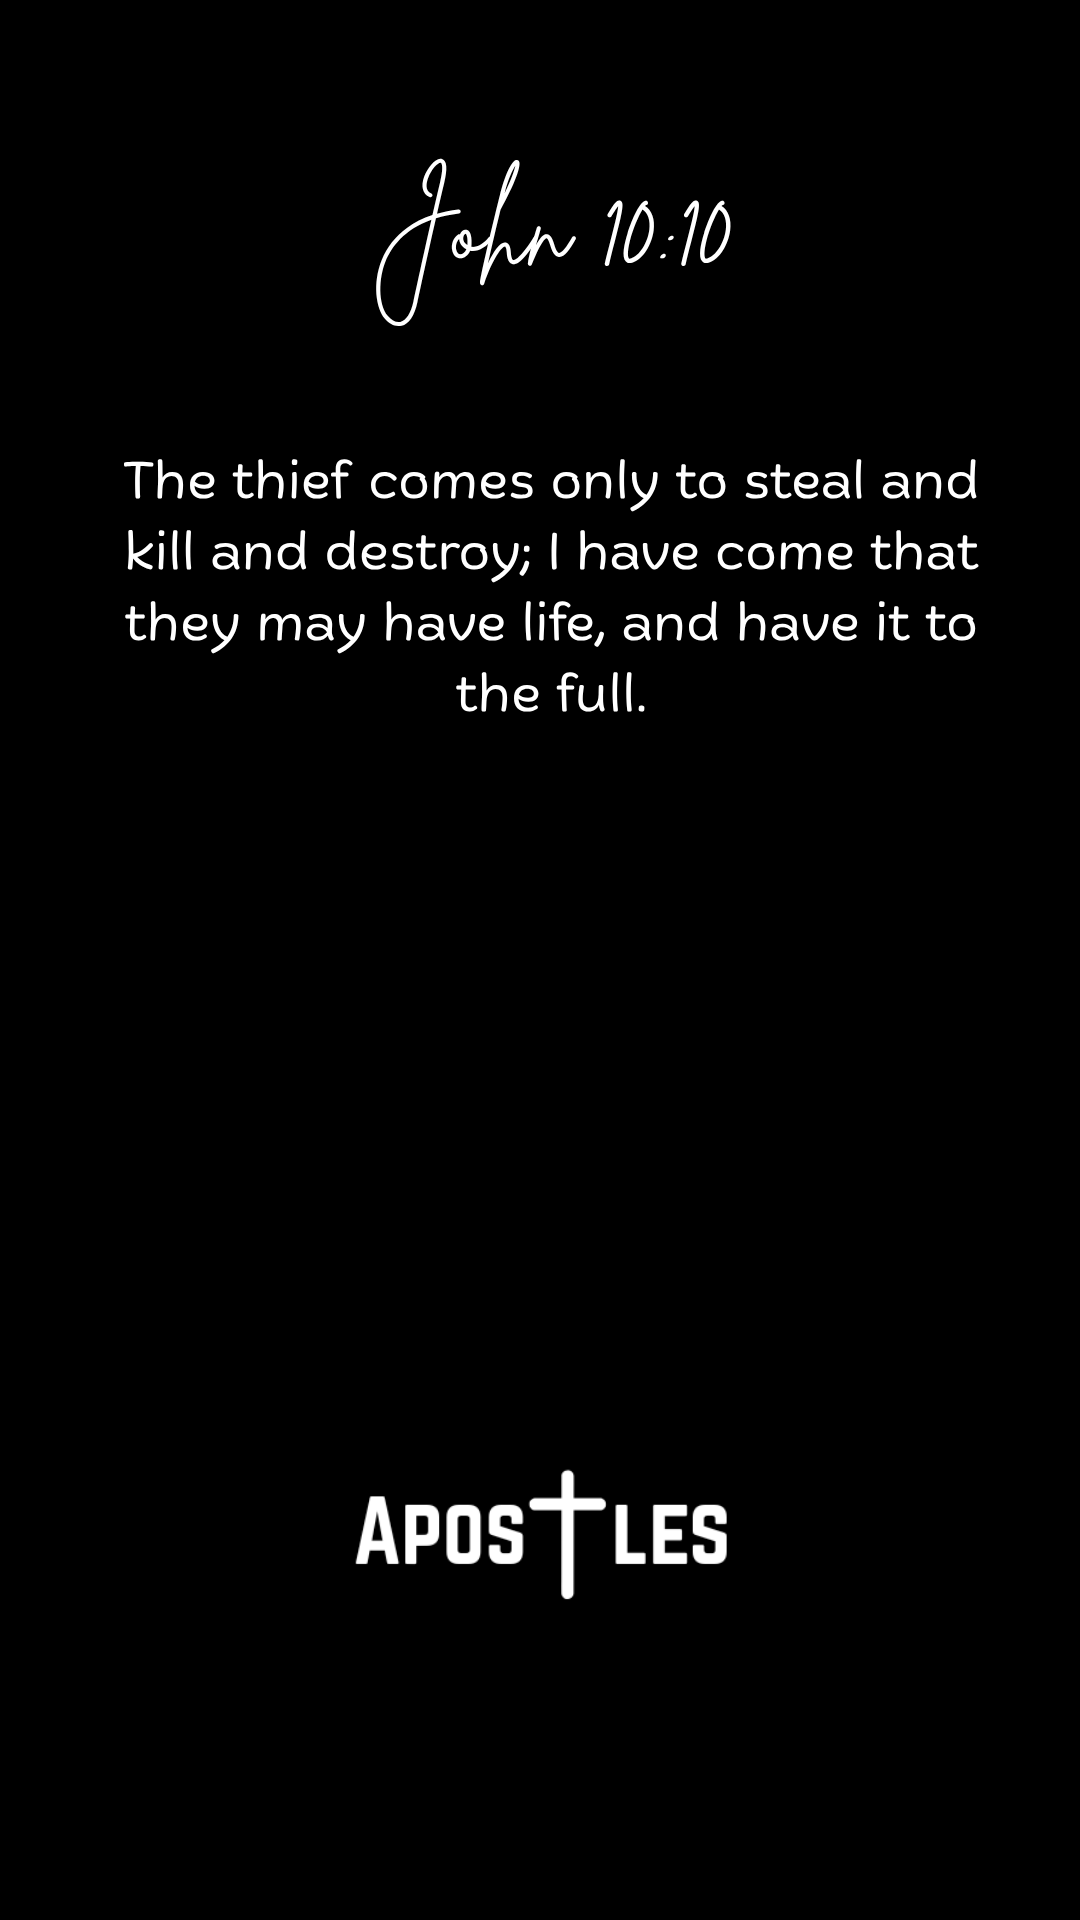 John 10:10
The thief comes only to steal and
kill and destroy; I have come that
they may have life, and have it to
the full.
APOSTLES